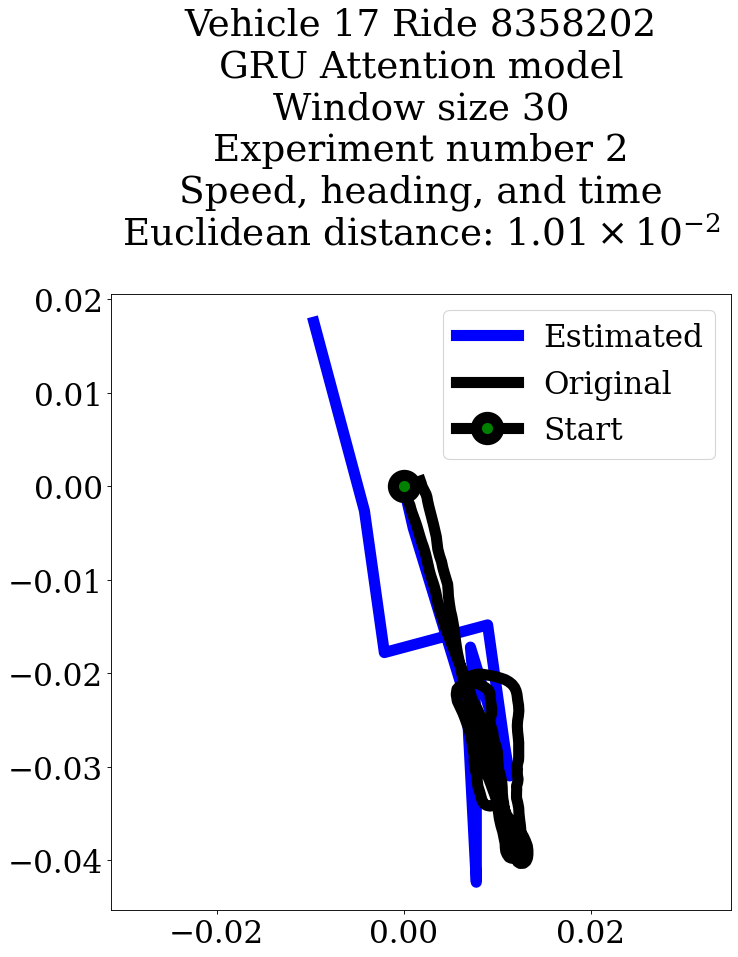 Vehicle 17 Ride 8358202
GRU Attention model
Window size 30
Experiment number 2
Speed, heading, and time
Euclidean distance: 1.01 × 10⁻²
Estimated
Original
Start
0.02
0.01
0.00
−0.01
−0.02
−0.03
−0.04
−0.02
0.00
0.02